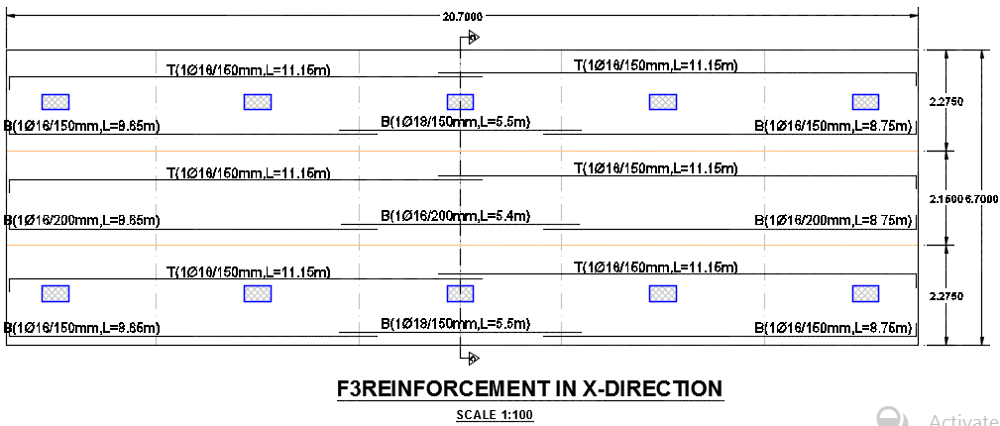 20.7000
T(1Ø16/150mm,L=11.15m)
T(1Ø16/150mm,L=11.15m)
2.2750
B(1Ø16/150mm,L=8.65m)
B(1Ø18/150mm,L=5.5m)
B(1Ø16/150mm,L=8.75m)
T(1Ø16/150mm,L=11.15m)
T(1Ø16/150mm,L=11.15m)
2.1500
6.7000
B(1Ø16/200mm,L=8.65m)
B(1Ø16/200mm,L=5.4m)
B(1Ø16/200mm,L=8.75m)
T(1Ø16/150mm,L=11.15m)
T(1Ø16/150mm,L=11.15m)
2.2750
B(1Ø16/150mm,L=8.65m)
B(1Ø18/150mm,L=5.5m)
B(1Ø16/150mm,L=8.75m)
F3REINFORCEMENT IN X-DIRECTION
SCALE 1:100
Activate